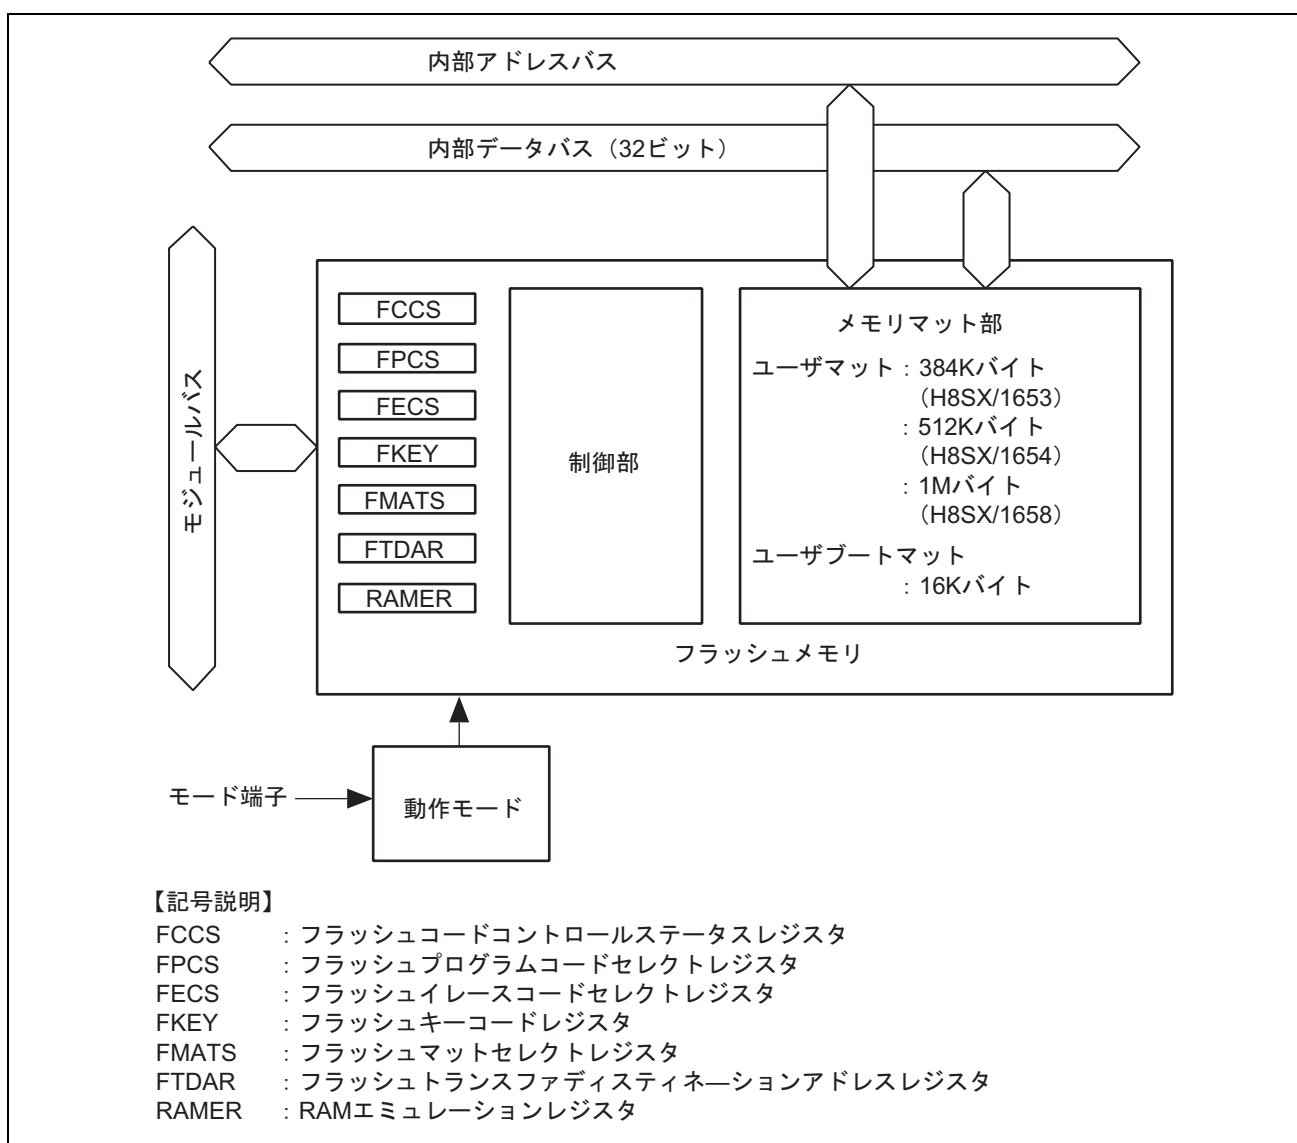 内部アドレスバス
内部データバス（32ビット）
モジュールバス
FCCS
FPCS
FECS
FKEY
FMATS
FTDAR
RAMER
制御部
メモリマット部
ユーザマット：384Kバイト
（H8SX/1653）
：512Kバイト
（H8SX/1654）
：1Mバイト
（H8SX/1658）
ユーザブートマット
：16Kバイト
フラッシュメモリ
モード端子
動作モード
【記号説明】
FCCS ：フラッシュコードコントロールステータスレジスタ
FPCS ：フラッシュプログラムコードセレクトレジスタ
FECS ：フラッシュイレースコードセレクトレジスタ
FKEY ：フラッシュキーコードレジスタ
FMATS ：フラッシュマットセレクトレジスタ
FTDAR ：フラッシュトランスファディスティネ―ションアドレスレジスタ
RAMER ：RAMエミュレーションレジスタ